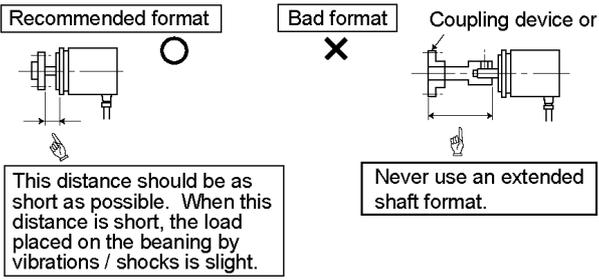 Recommended format
Bad format
Coupling device or
This distance should be as
short as possible. When this
distance is short, the load
placed on the beaning by
vibrations / shocks is slight.
Never use an extended
shaft format.